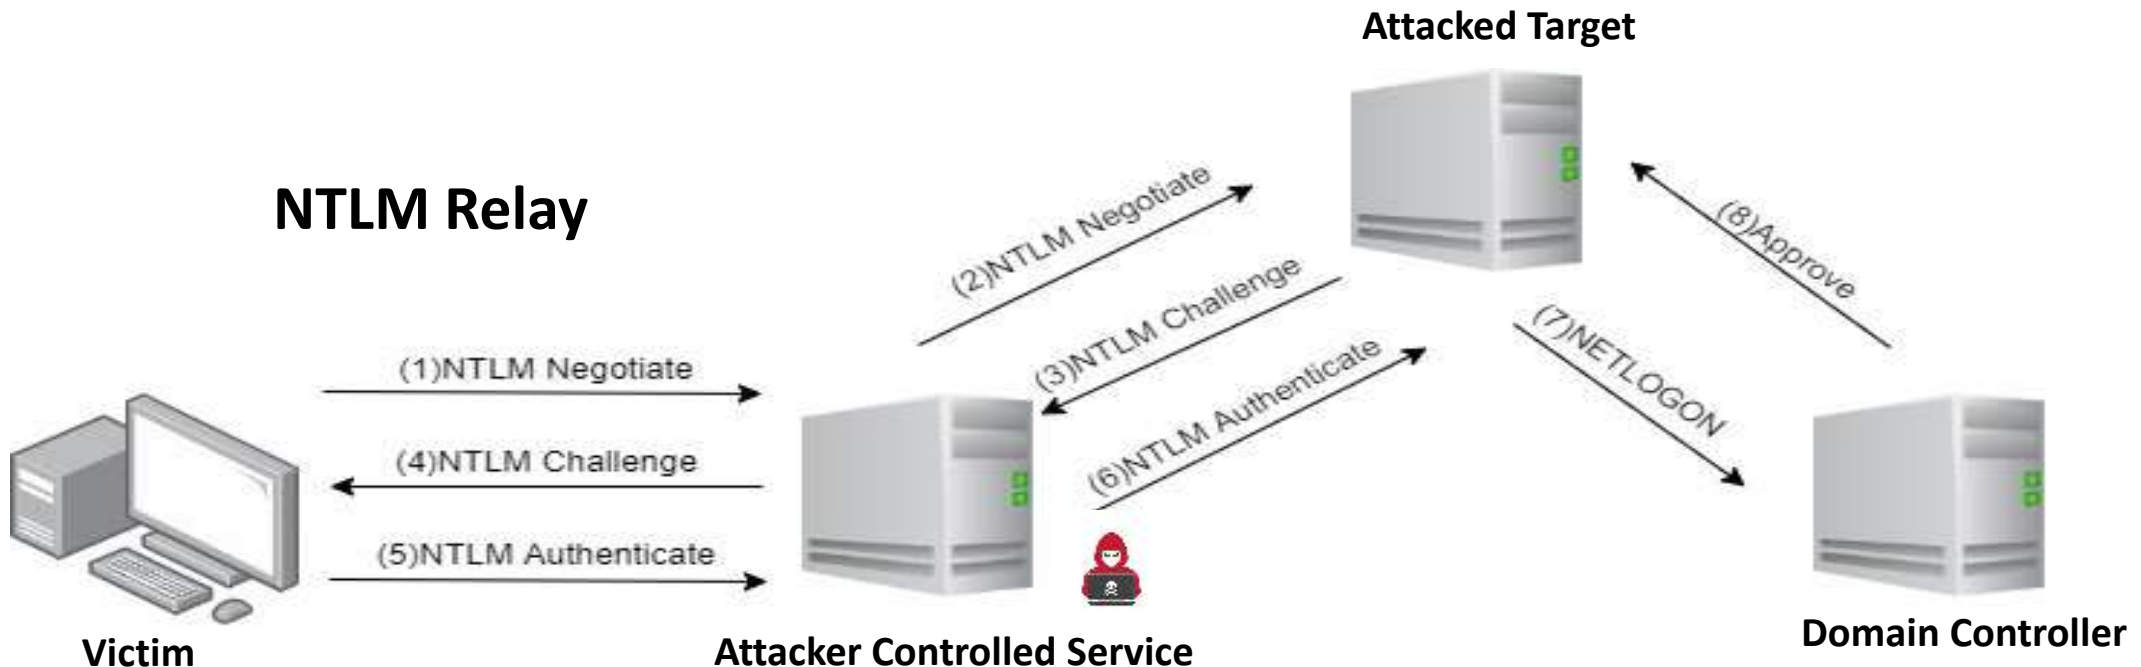 Attacked Target
NTLM Relay
(1)NTLM Negotiate
(2)NTLM Negotiate
(3)NTLM Challenge
(4)NTLM Challenge
(5)NTLM Authenticate
(6)NTLM Authenticate
(7)NETLOGON
(8)Approve
Victim
Attacker Controlled Service
Domain Controller